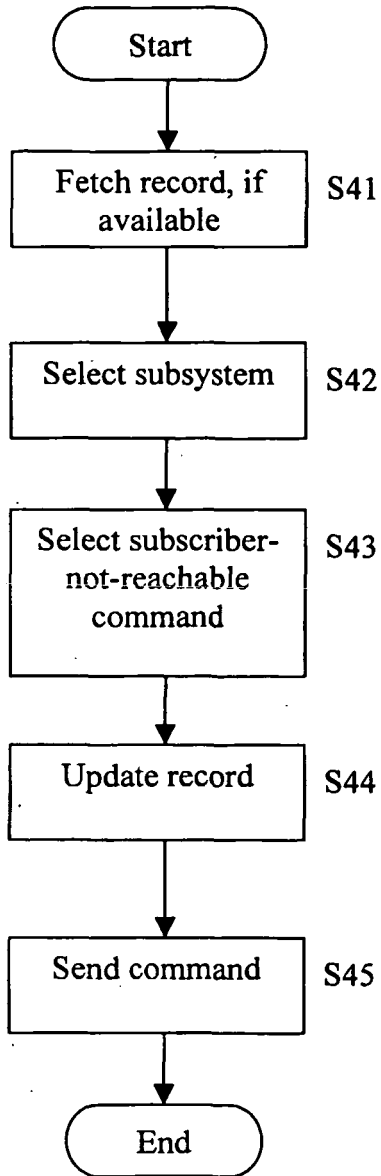 Start
Fetch record, if
available
S41
Select subsystem
S42
Select subscriber-
not-reachable
command
S43
Update record
S44
Send command
S45
End